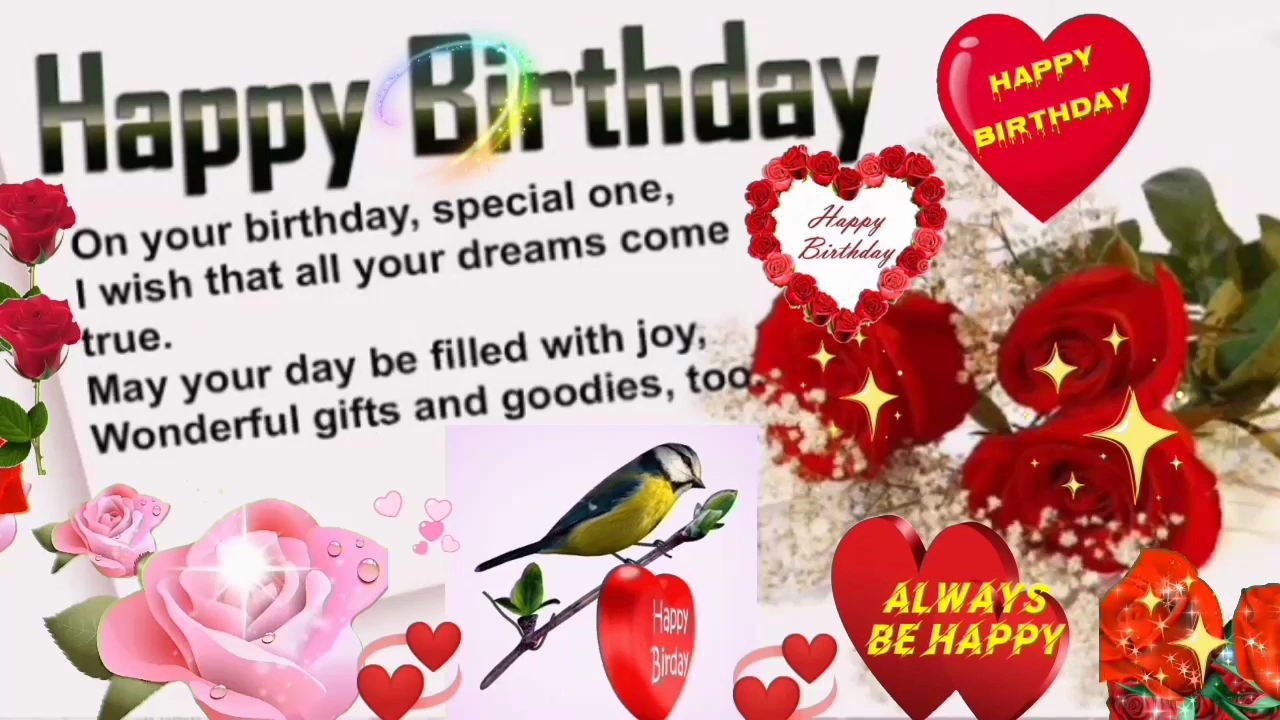 Happy Birthday
On your birthday, special one,
I wish that all your dreams come
true.
May your day be filled with joy,
Wonderful gifts and goodies, too
HAPPY
BIRTHDAY
Happy
Birthday
Happy
Birday
ALWAYS
BE HAPPY